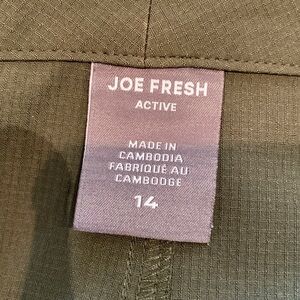 JOE FRESH
ACTIVE
MADE IN
CAMBODIA
FABRIQUÉ AU
CAMBODGE
14